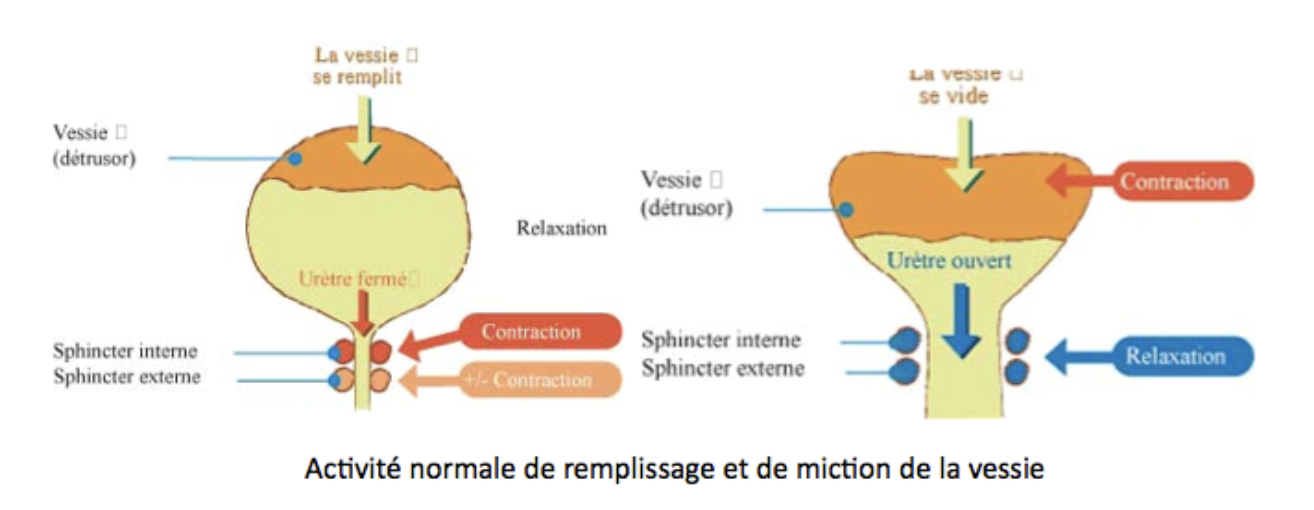 La vessie
se remplit
Vessie
(détrusor)
Relaxation
Urètre fermé
Contraction
+/- Contraction
Sphincter interne
Sphincter externe
La vessie
se vide
Vessie
(détrusor)
Contraction
Urètre ouvert
Sphincter interne
Sphincter externe
Relaxation
Activité normale de remplissage et de miction de la vessie